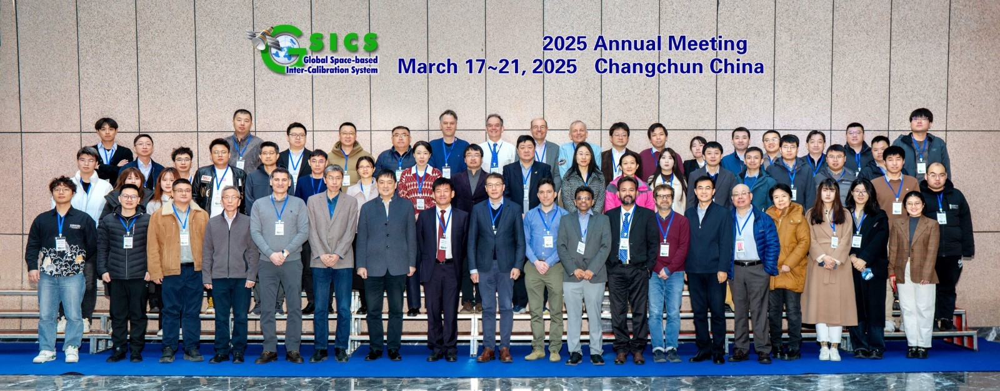 GSICS
Global Space-based
Inter-Calibration System
2025 Annual Meeting
March 17~21, 2025 Changchun China